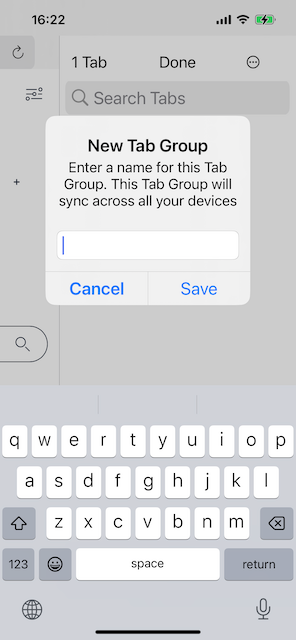 16:22
1 Tab Done
Search Tabs
New Tab Group
Enter a name for this Tab
Group. This Tab Group will
sync across all your devices
Cancel Save
q w e r t y u i o p
a s d f g h j k l
z x c v b n m
123 space return